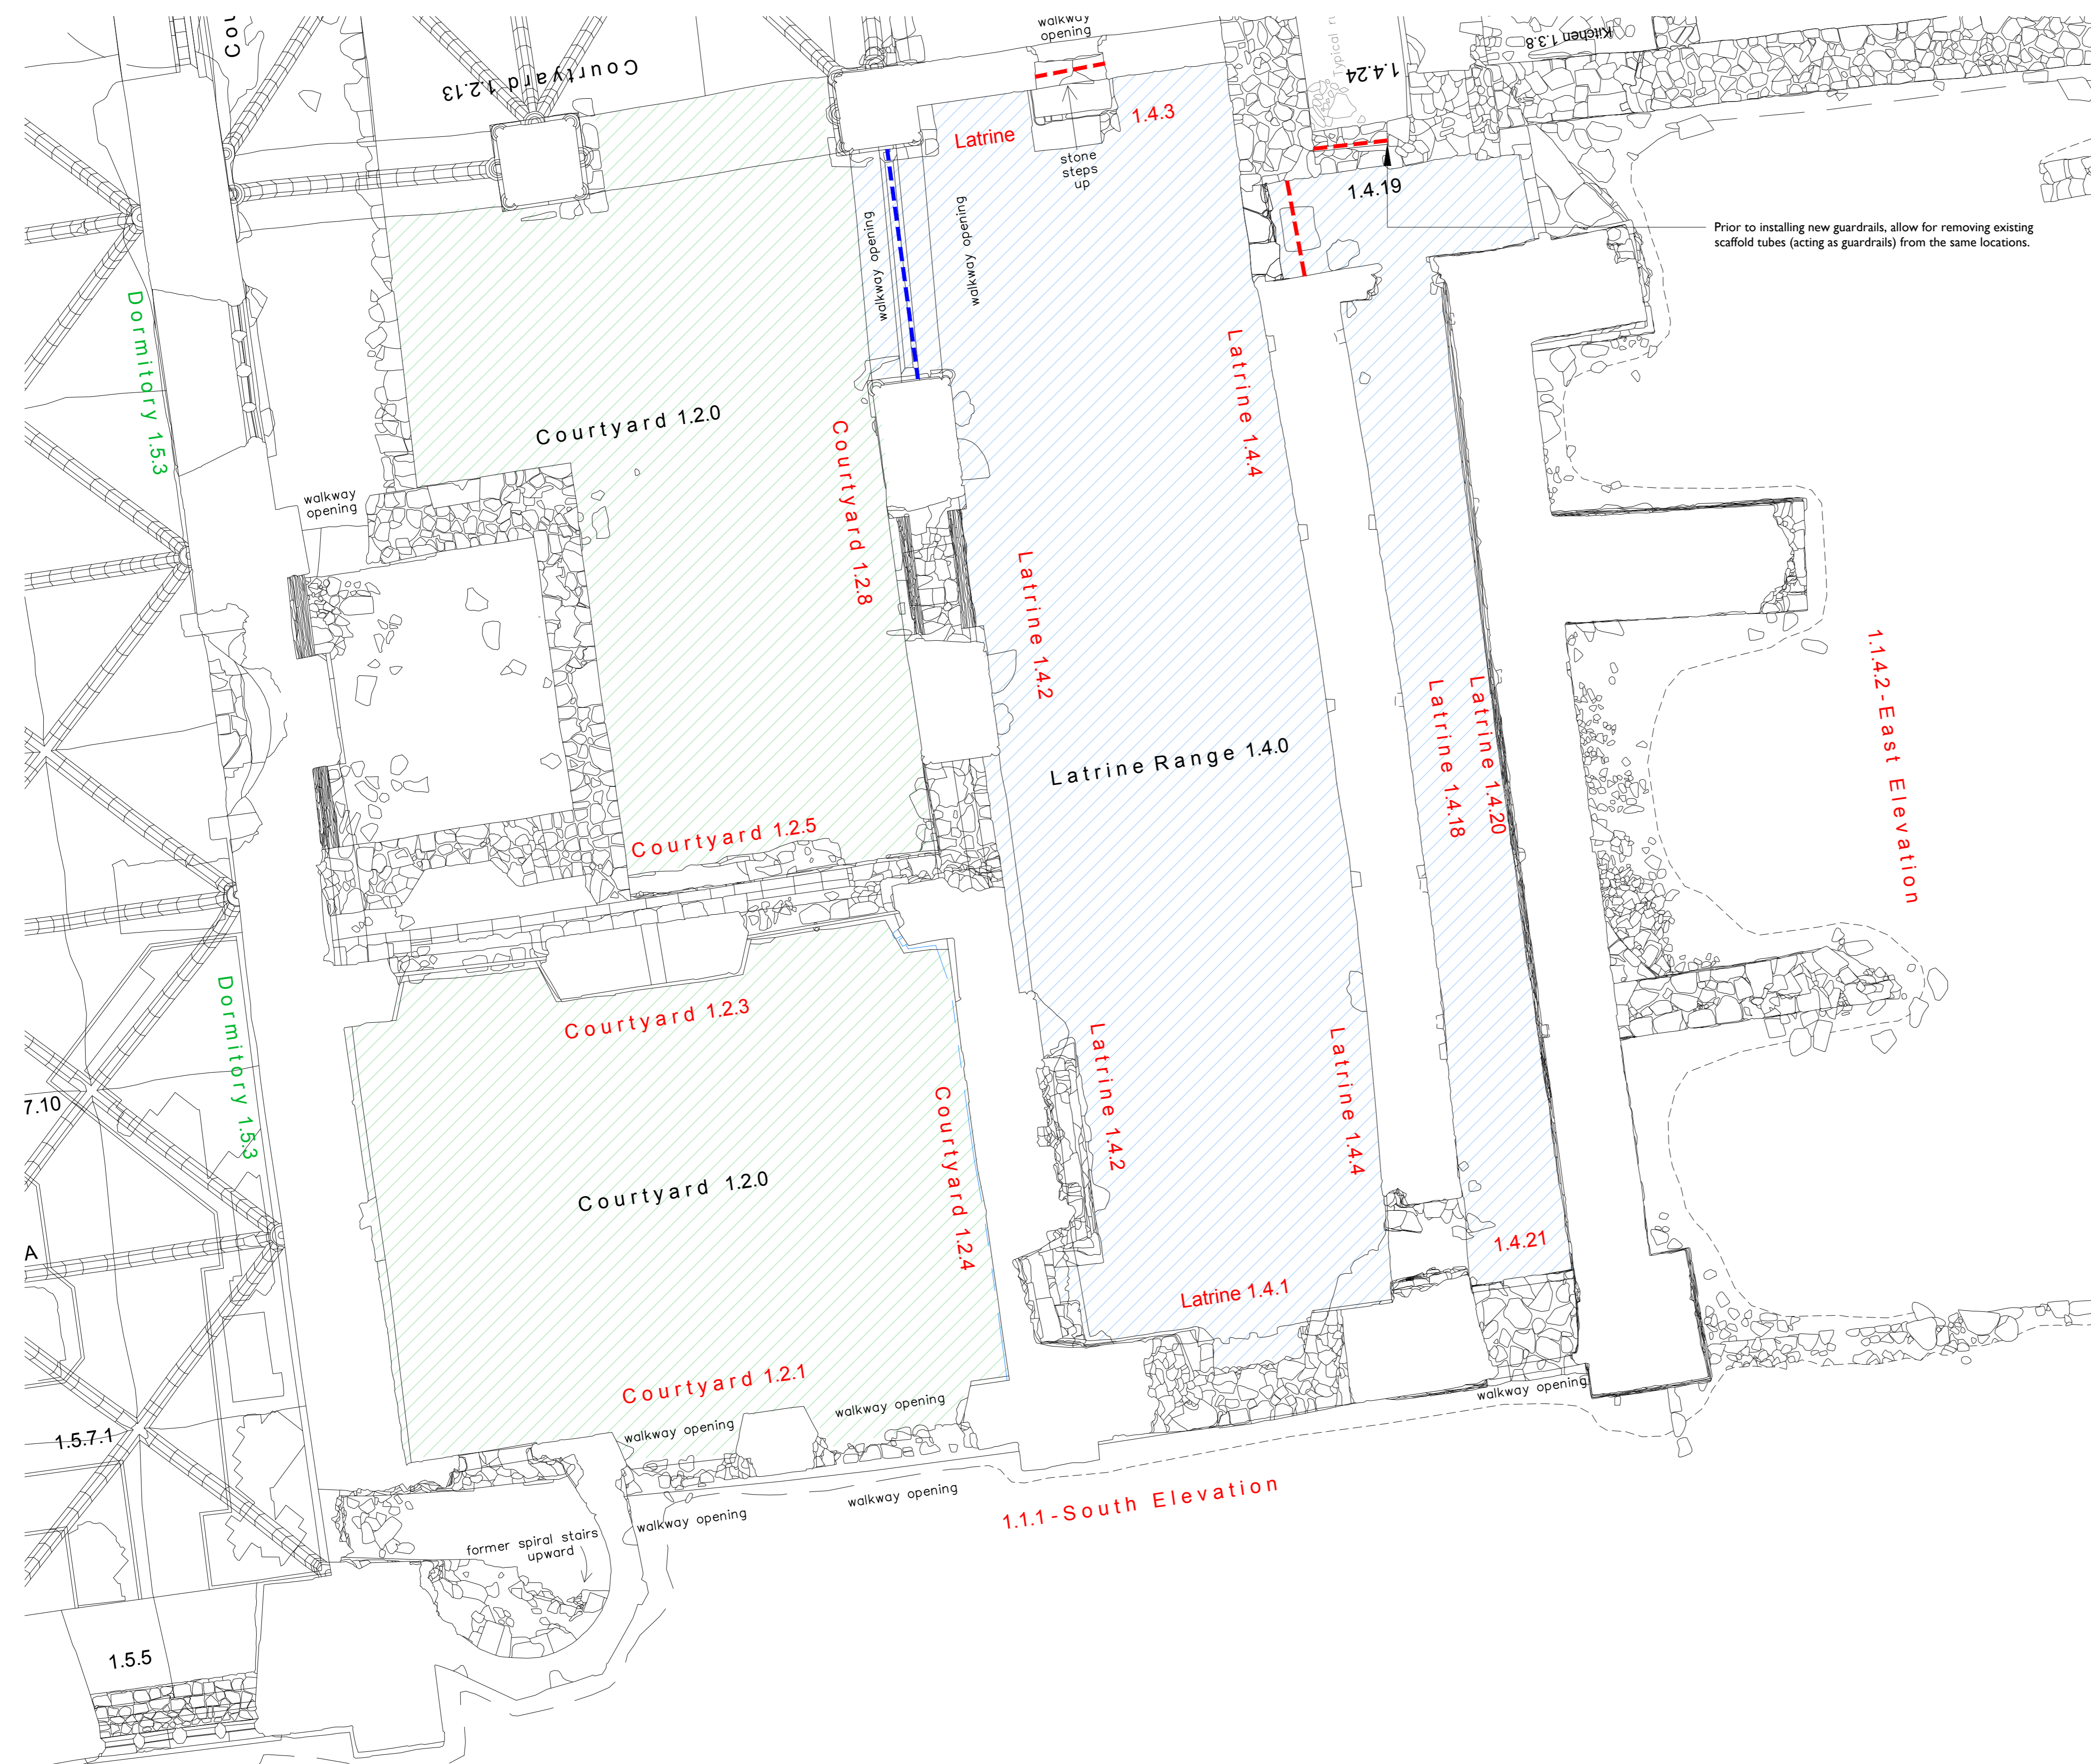 walkway
opening
Kitchen 1.3.8
Courtyard 1.2.13
1.4.24
Latrine
1.4.3
stone
steps
up
1.4.19
walkway opening
walkway opening
Prior to installing new guardrails, allow for removing existing
scaffold tubes (acting as guardrails) from the same locations.
Dormitory 1.5.3
Courtyard 1.2.0
Latrine 1.4.4
Courtyard 1.2.8
walkway
opening
Latrine 1.4.2
Latrine Range 1.4.0
Latrine 1.4.18
Latrine 1.4.20
1.1.4.2-East Elevation
Courtyard 1.2.5
Dormitory 1.5.3
Courtyard 1.2.3
Latrine 1.4.2
Latrine 1.4.4
7.10
Courtyard 1.2.4
Courtyard 1.2.0
A
1.4.21
Latrine 1.4.1
Courtyard 1.2.1
walkway opening
walkway opening
walkway opening
1.5.7.1
walkway opening
walkway opening
1.1.1-South Elevation
former spiral stairs
upward
1.5.5